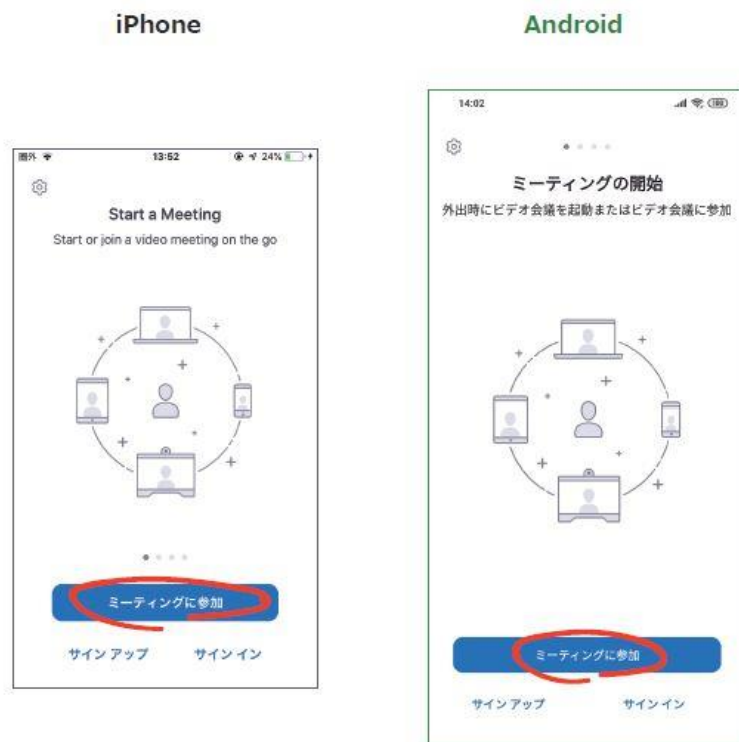 iPhone
圏外 13:52 24%
Start a Meeting
Start or join a video meeting on the go
ミーティングに参加
サイン アップ サイン イン
Android
14:02 100
ミーティングの開始
外出時にビデオ会議を起動またはビデオ会議に参加
ミーティングに参加
サイン アップ サイン イン